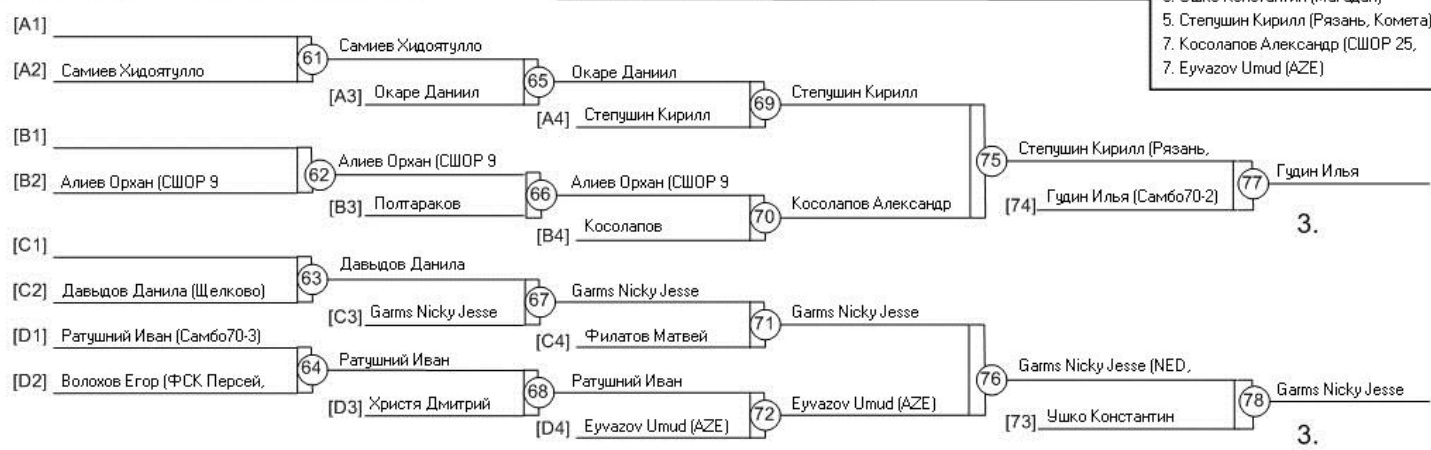 5. Степушин Кирилл (Рязань, Комета)
7. Косолапов Александр (СШОР 25,
7. Eyvazov Umud (AZE)
[A1]
[A2] Самиев Хидоятулло
61
Самиев Хидоятулло
[A3] Окаре Даниил
65
Окаре Даниил
[A4] Степушин Кирилл
69
Степушин Кирилл
[B1]
[B2] Алиев Орхан (СШОР 9
62
Алиев Орхан (СШОР 9
[B3] Полтараков
66
Алиев Орхан (СШОР 9
[B4] Косолапов
70
Косолапов Александр
75
Степушин Кирилл (Рязань,
[74] Гудин Илья (Самбо70-2)
77
Гудин Илья
3.
[C1]
[C2] Давыдов Данила (Щелково)
63
Давыдов Данила
[C3] Garms Nicky Jesse
67
Garms Nicky Jesse
[C4] Филатов Матвей
71
Garms Nicky Jesse
[D1] Ратушний Иван (Самбо70-3)
[D2] Волохов Егор (ФСК Персей,
64
Ратушний Иван
[D3] Христя Дмитрий
68
Ратушний Иван
[D4] Eyvazov Umud (AZE)
72
Eyvazov Umud (AZE)
76
Garms Nicky Jesse (NED,
[73] Ушко Константин
78
Garms Nicky Jesse
3.